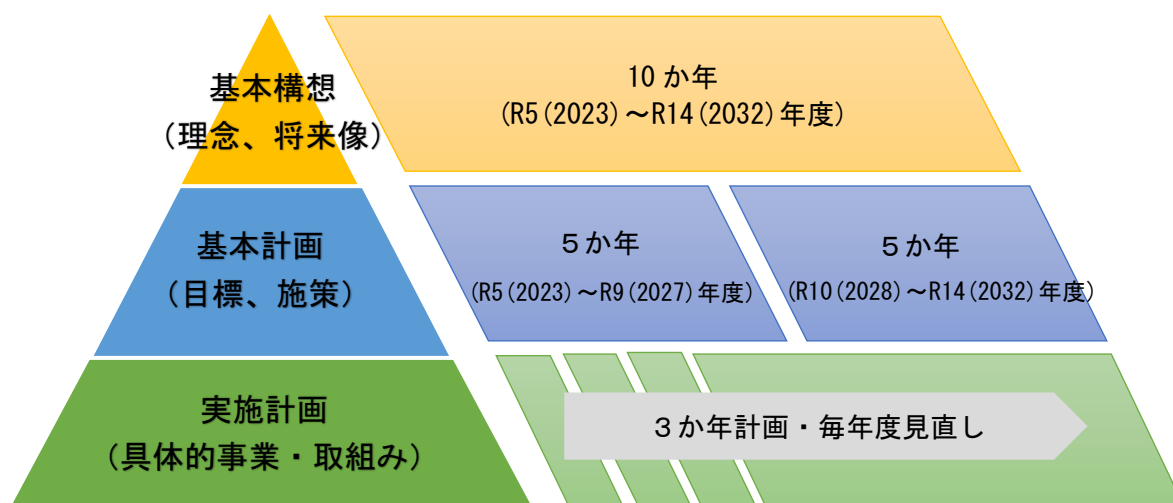 基本構想
（理念、将来像）
10 か年
（R5（2023）～R14（2032）年度）
基本計画
（目標、施策）
５か年
（R5（2023）～R9（2027）年度）
５か年
（R10（2028）～R14（2032）年度）
実施計画
（具体的事業・取組み）
３か年計画・毎年度見直し